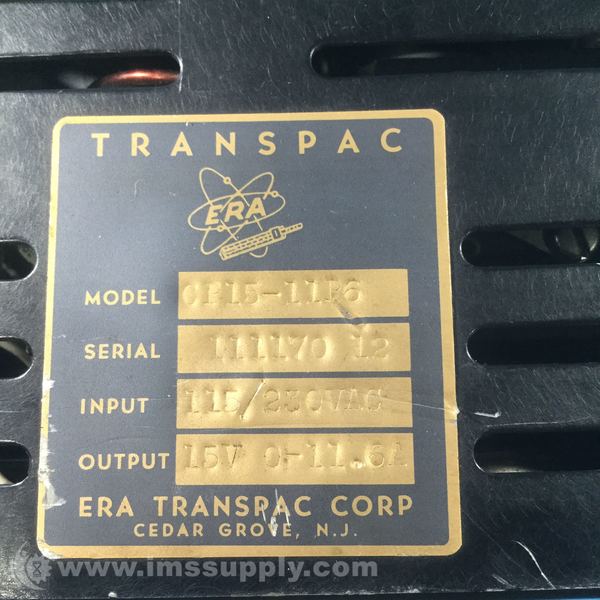 TRANSPAC
ERA
MODEL CP15-11P6
SERIAL 111170 12
INPUT 115/230VAC
OUTPUT 15V 0-11.6A
ERA TRANSPAC CORP
CEDAR GROVE, N.J.
www.imssupply.com